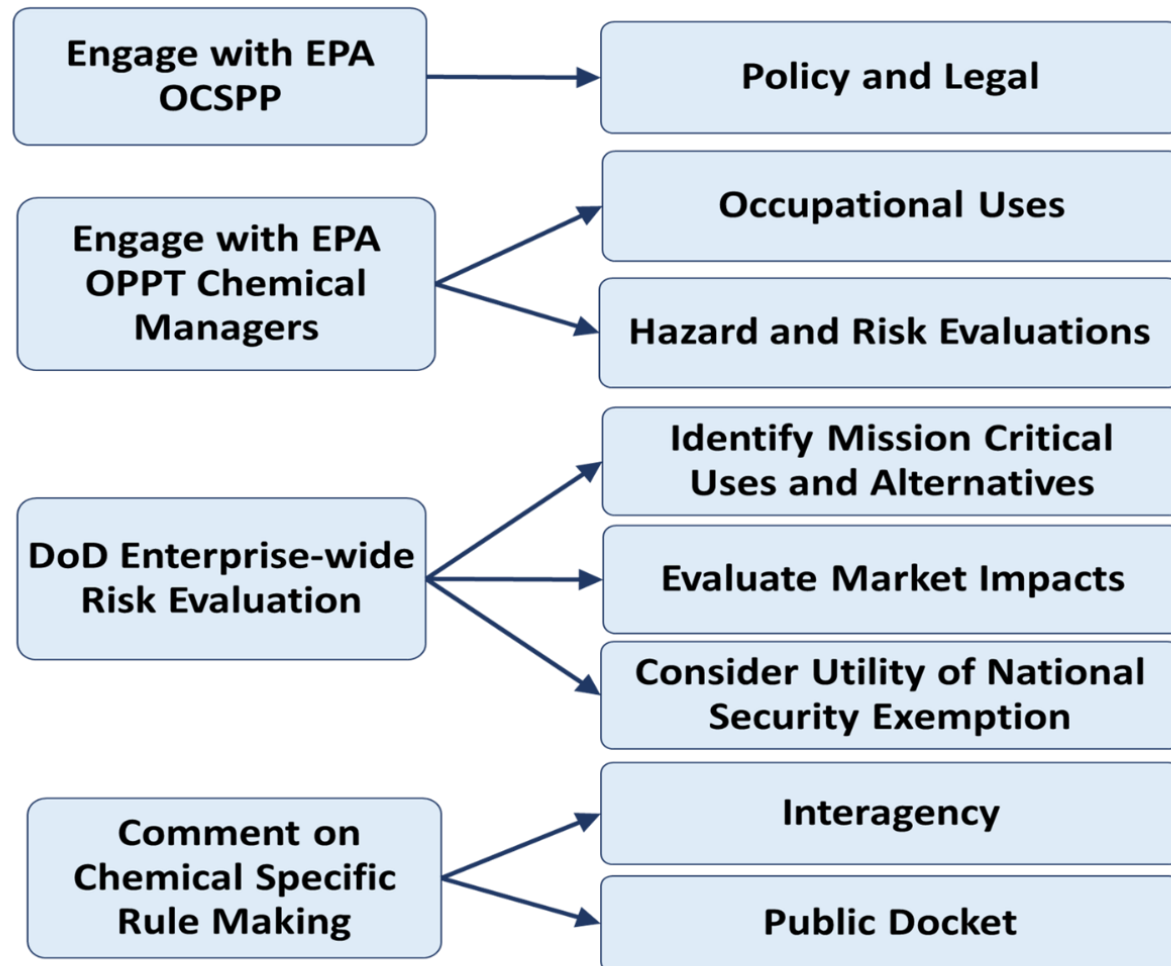 Engage with EPA
OCSPP
Policy and Legal
Engage with EPA
OPPT Chemical
Managers
Occupational Uses
Hazard and Risk Evaluations
DoD Enterprise-wide
Risk Evaluation
Identify Mission Critical
Uses and Alternatives
Evaluate Market Impacts
Consider Utility of National
Security Exemption
Comment on
Chemical Specific
Rule Making
Interagency
Public Docket